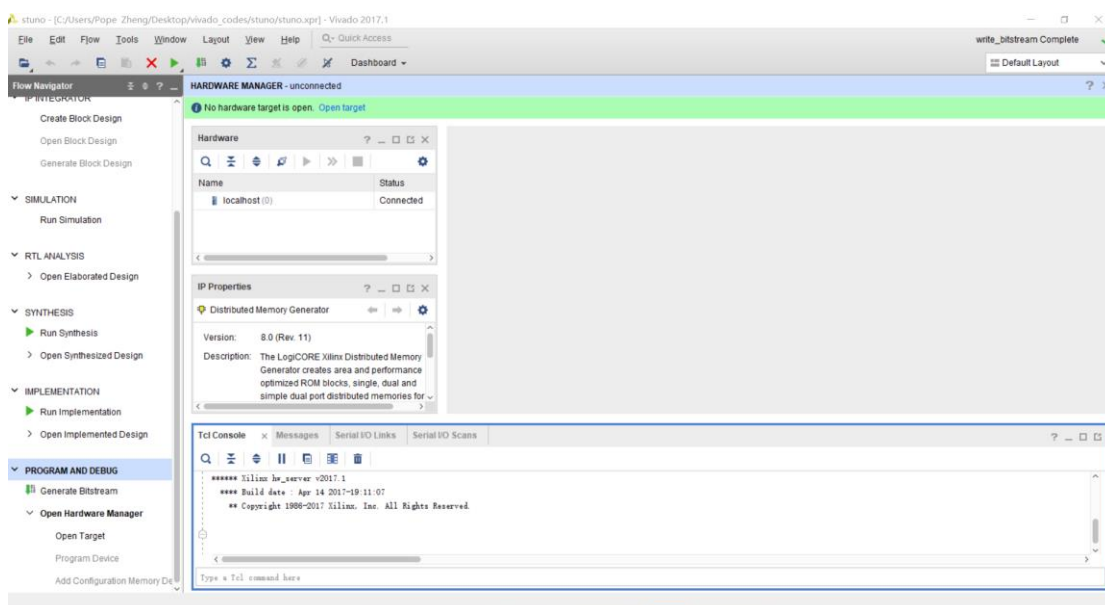 stuno - [C:/Users/Pope Zheng/Desktop/vivado_codes/stuno/stuno.xpr] - Vivado 2017.1
File Edit Flow Tools Window Layout View Help Q- Quick Access
write_bitstream Complete
Dashboard
Default Layout
Flow Navigator
HARDWARE MANAGER - unconnected
IP INTEGRATOR
No hardware target is open. Open target
Create Block Design
Open Block Design
Generate Block Design
SIMULATION
Run Simulation
RTL ANALYSIS
Open Elaborated Design
SYNTHESIS
Run Synthesis
Open Synthesized Design
IMPLEMENTATION
Run Implementation
Open Implemented Design
PROGRAM AND DEBUG
Generate Bitstream
Open Hardware Manager
Open Target
Program Device
Add Configuration Memory De
Hardware
Name Status
localhost (0) Connected
IP Properties
Distributed Memory Generator
Version: 8.0 (Rev. 11)
Description: The LogiCORE Xilinx Distributed Memory
Generator creates area and performance
optimized ROM blocks, single, dual and
simple dual port distributed memories for
Tcl Console Messages Serial I/O Links Serial I/O Scans
****** Xilinx hw_server v2017.1
**** Build date : Apr 14 2017-19:11:07
** Copyright 1986-2017 Xilinx, Inc. All Rights Reserved.
Type a Tcl command here